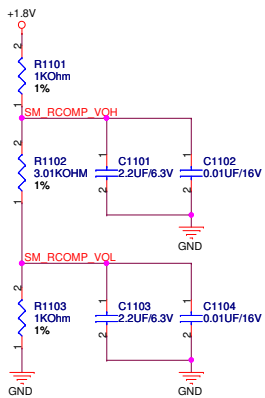 +1.8V
2
R1101
1KOhm
1%
1
SM_RCOMP_VOH
2
R1102
3.01KOHM
1%
1
1
C1101
2.2UF/6.3V
2
1
C1102
0.01UF/16V
2
GND
SM_RCOMP_VOL
2
R1103
1KOhm
1%
1
1
C1103
2.2UF/6.3V
2
1
C1104
0.01UF/16V
2
GND
GND